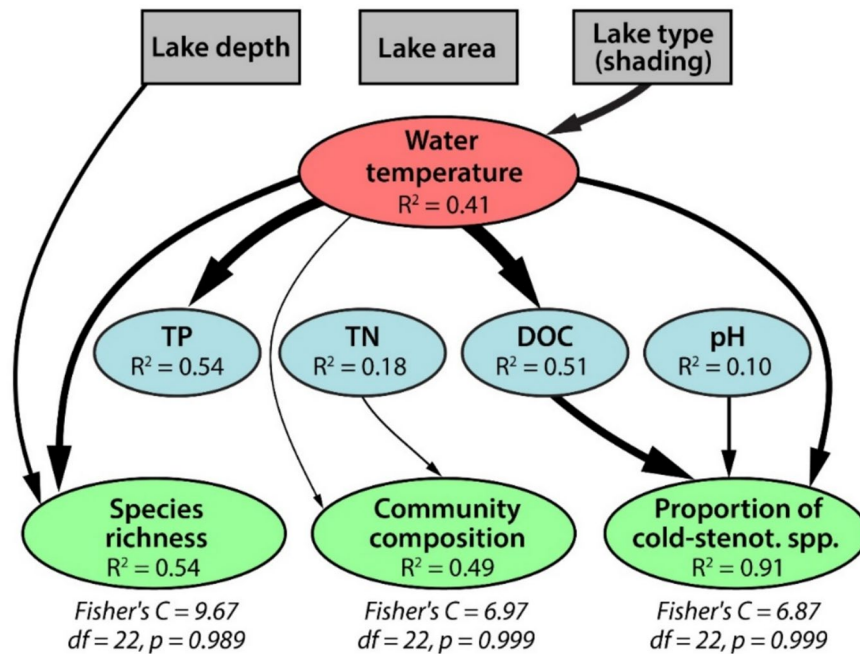 Lake depth
Lake area
Lake type
(shading)
Water
temperature
R² = 0.41
TP
R² = 0.54
TN
R² = 0.18
DOC
R² = 0.51
pH
R² = 0.10
Species
richness
R² = 0.54
Community
composition
R² = 0.49
Proportion of
cold-stenot. spp.
R² = 0.91
Fisher's C = 9.67
df = 22, p = 0.989
Fisher's C = 6.97
df = 22, p = 0.999
Fisher's C = 6.87
df = 22, p = 0.999